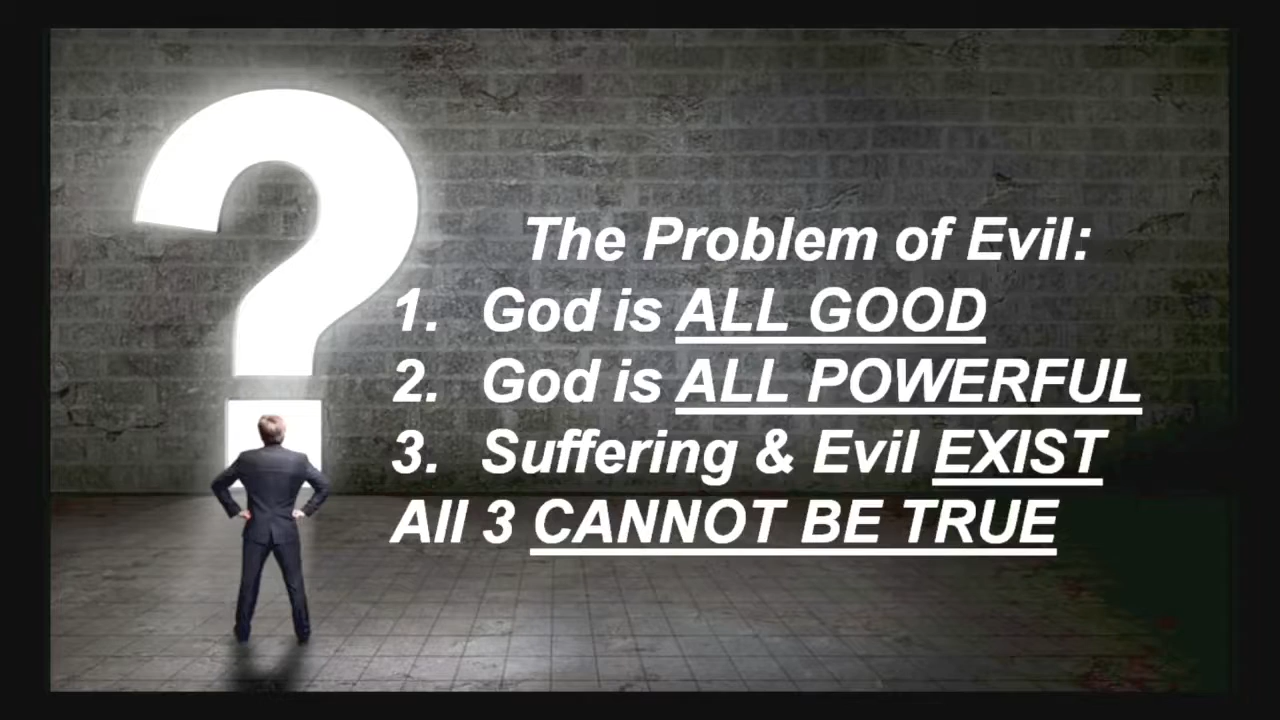 The Problem of Evil:
1. God is ALL GOOD
2. God is ALL POWERFUL
3. Suffering & Evil EXIST
All 3 CANNOT BE TRUE